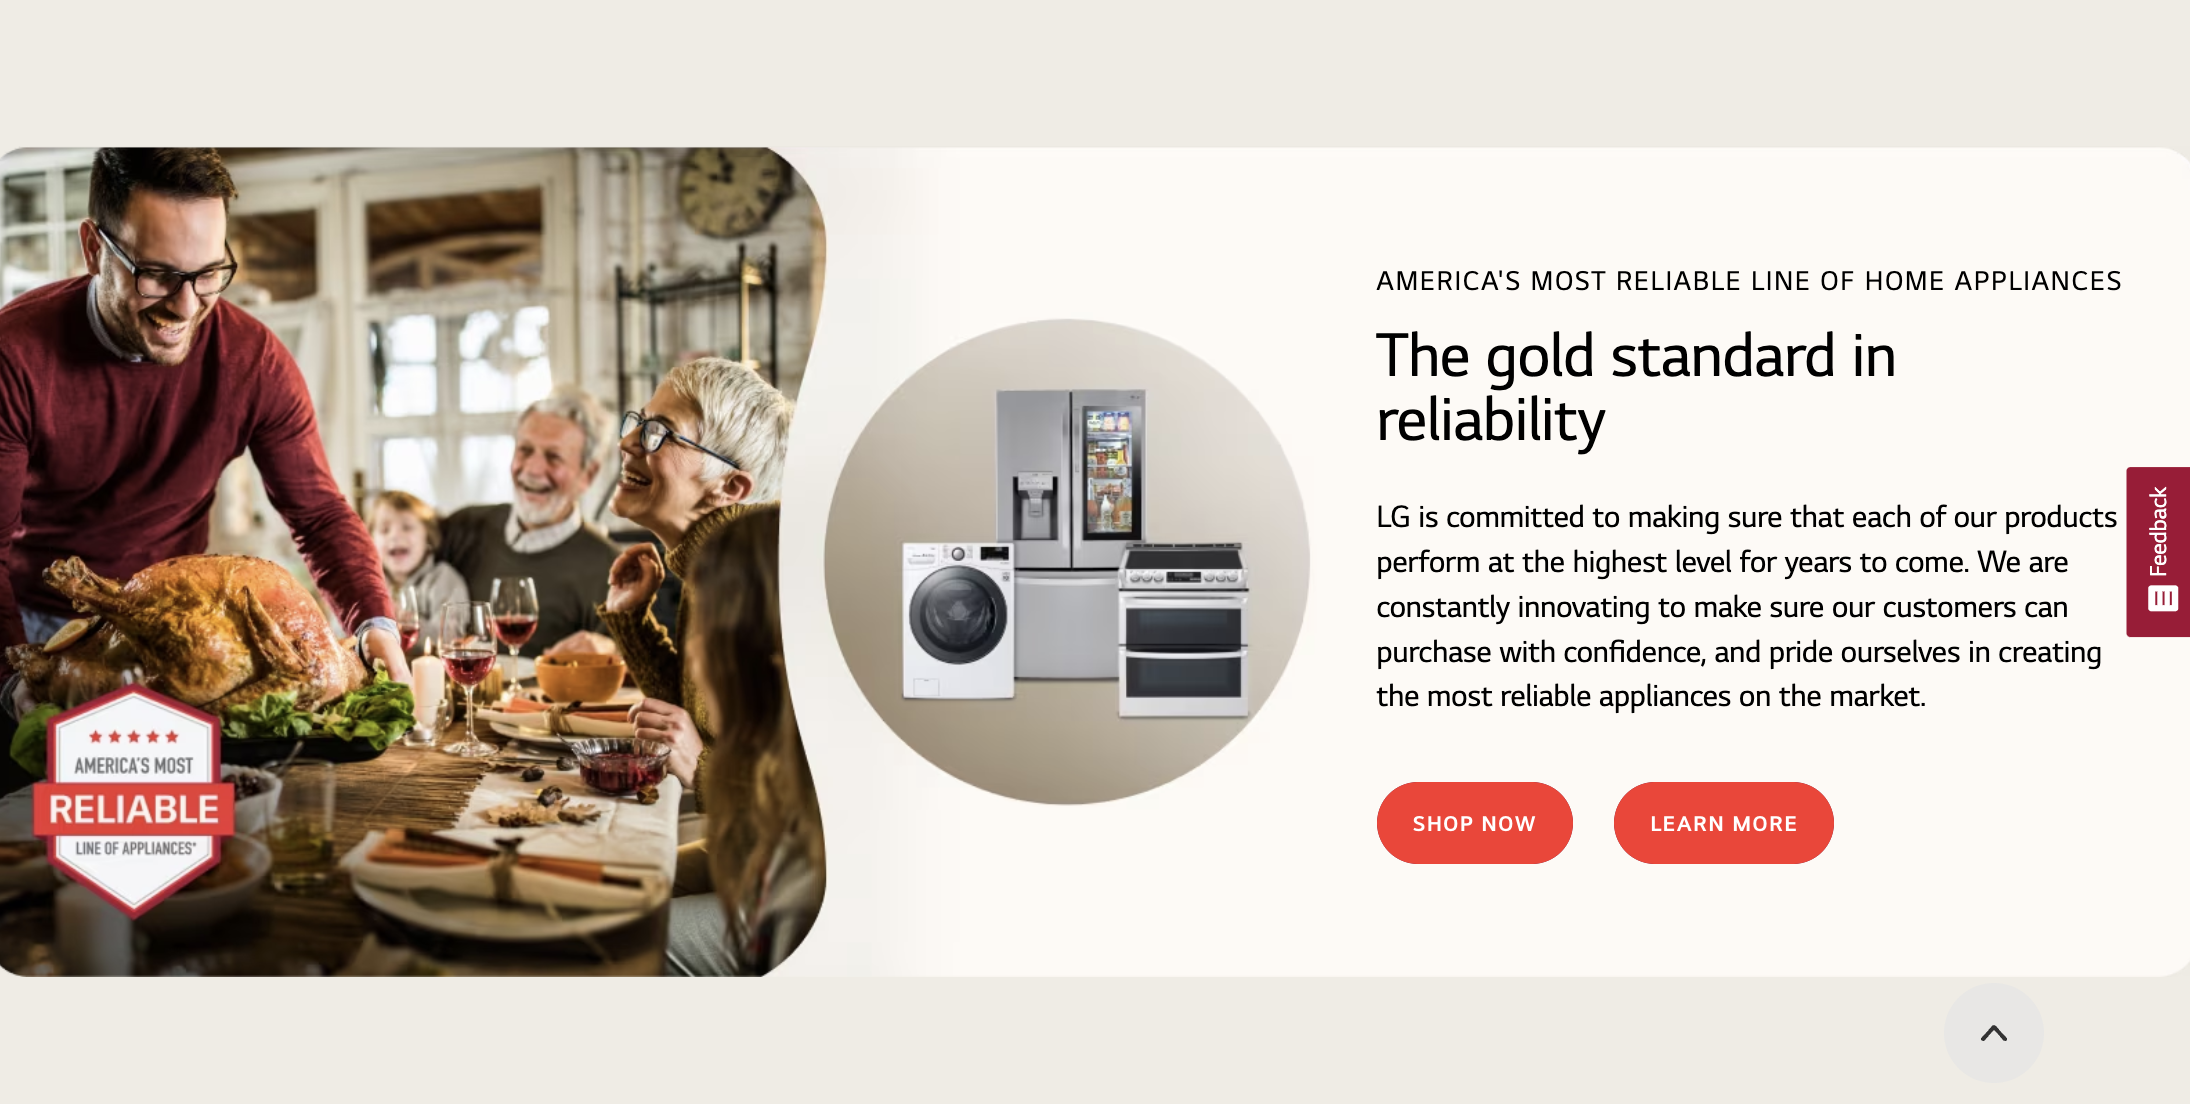 ★★★★★
AMERICA'S MOST
RELIABLE
LINE OF APPLIANCES*
AMERICA'S MOST RELIABLE LINE OF HOME APPLIANCES
The gold standard in
reliability
LG is committed to making sure that each of our products
perform at the highest level for years to come. We are
constantly innovating to make sure our customers can
purchase with confidence, and pride ourselves in creating
the most reliable appliances on the market.
SHOP NOW
LEARN MORE
Feedback